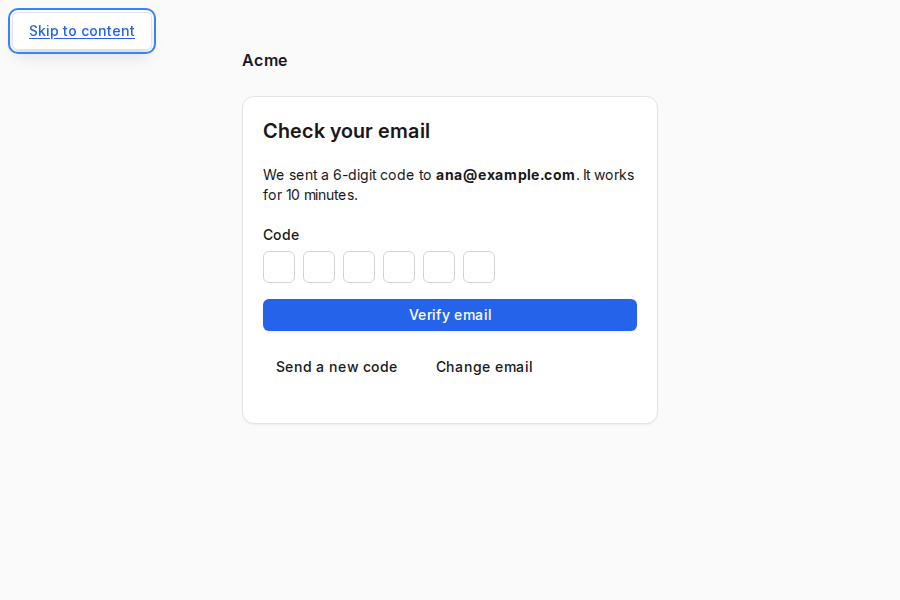 Skip to content
Acme
Check your email
We sent a 6-digit code to ana@example.com. It works
for 10 minutes.
Code
Verify email
Send a new code Change email